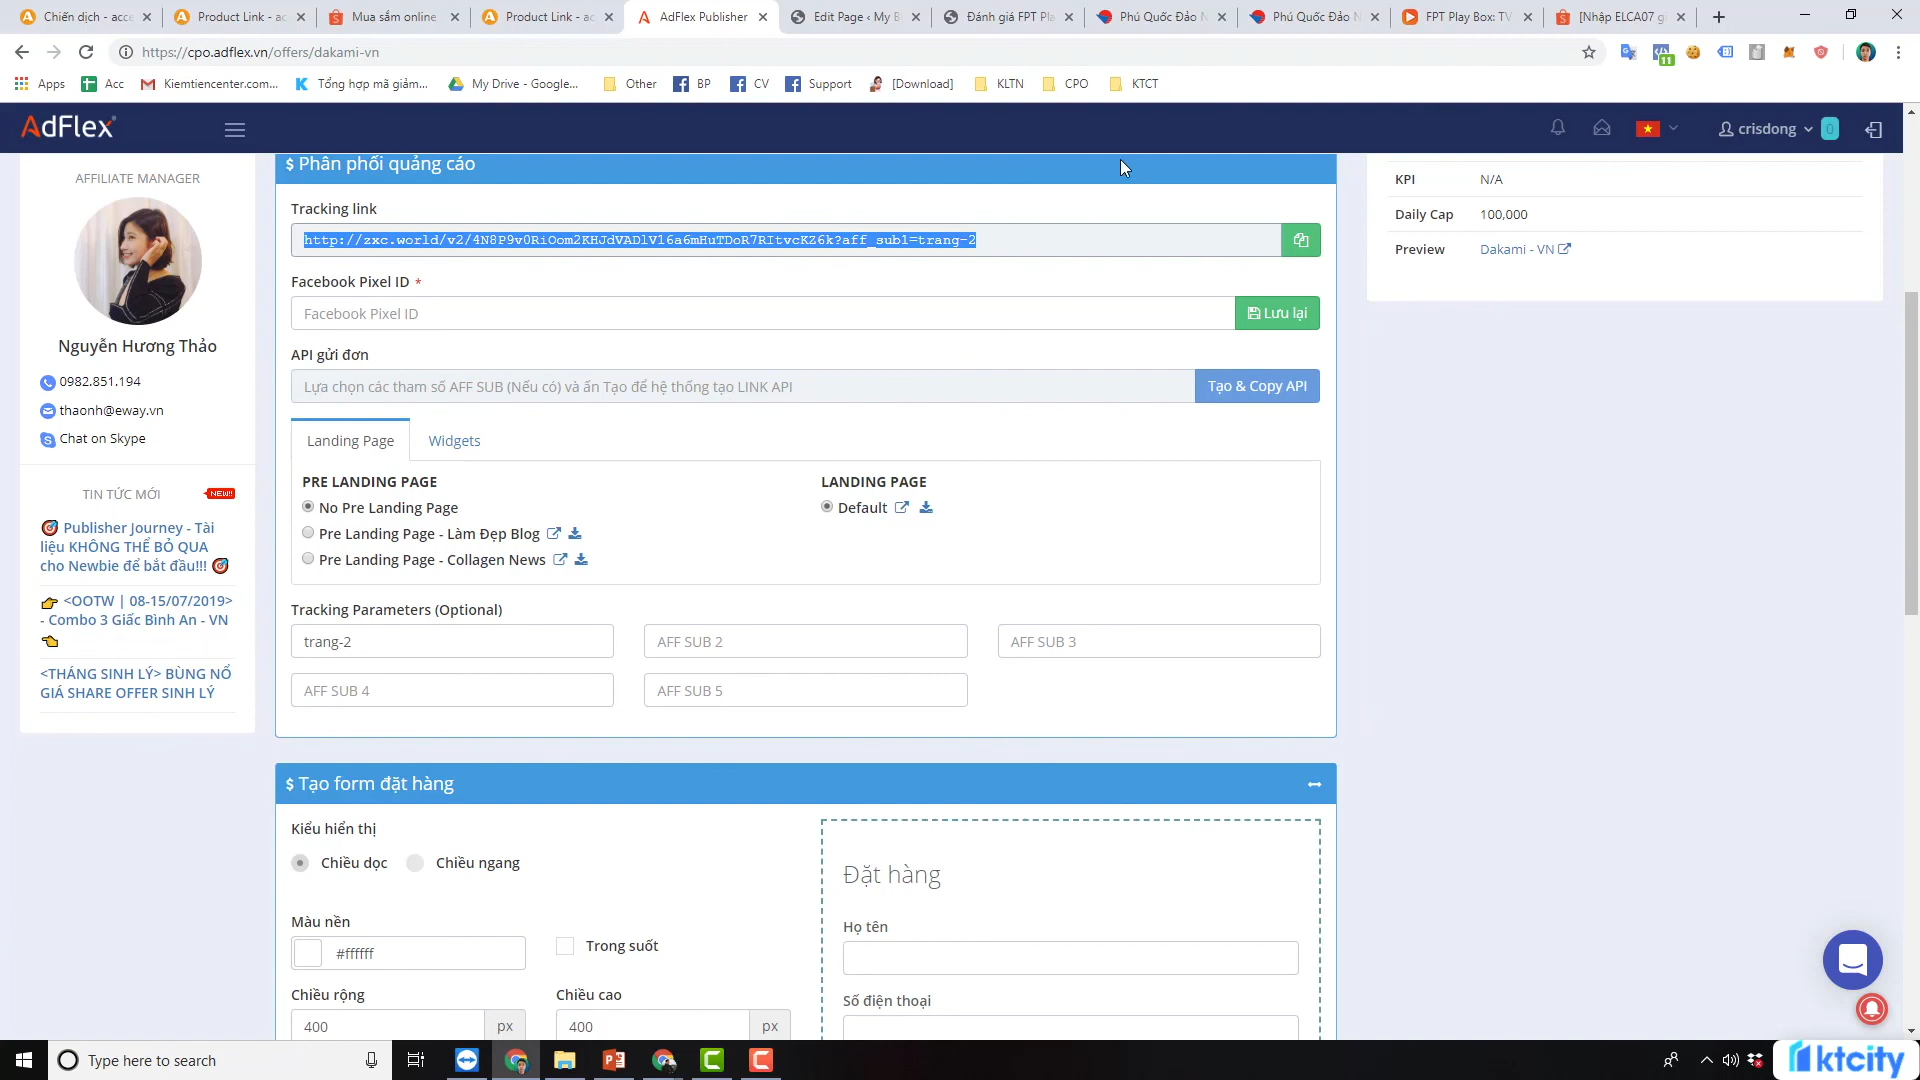 Chiến dịch - acce
Product Link - ac
Mua sắm online
Product Link - ac
AdFlex Publisher
Edit Page ‹ My B
Đánh giá FPT Pla
Phú Quốc Đảo N
Phú Quốc Đảo N
FPT Play Box: TV
[Nhập ELCA07 gi
https://cpo.adflex.vn/offers/dakami-vn
11
Apps
Acc
Kiemtiencenter.com...
Tổng hợp mã giảm...
My Drive - Google...
Other
BP
CV
Support
[Download]
KLTN
CPO
KTCT
AdFlex
crisdong
0
AFFILIATE MANAGER
Nguyễn Hương Thảo
0982.851.194
thaonh@eway.vn
Chat on Skype
TIN TỨC MỚI
NEW!!
Publisher Journey - Tài
liệu KHÔNG THỂ BỎ QUA
cho Newbie để bắt đầu!!!
<OOTW | 08-15/07/2019>
- Combo 3 Giấc Bình An - VN
<THÁNG SINH LÝ> BÙNG NỔ
GIÁ SHARE OFFER SINH LÝ
$ Phân phối quảng cáo
Tracking link
http://zxc.world/v2/4N8P9v0RiOom2KHJdVADlV16a6mHuTDoR7RItvcKZ6k?aff_sub1=trang-2
Facebook Pixel ID *
Facebook Pixel ID
Lưu lại
API gửi đơn
Lựa chọn các tham số AFF SUB (Nếu có) và ấn Tạo để hệ thống tạo LINK API
Tạo & Copy API
Landing Page
Widgets
PRE LANDING PAGE
No Pre Landing Page
Pre Landing Page - Làm Đẹp Blog
Pre Landing Page - Collagen News
LANDING PAGE
Default
Tracking Parameters (Optional)
trang-2
AFF SUB 2
AFF SUB 3
AFF SUB 4
AFF SUB 5
$ Tạo form đặt hàng
Kiểu hiển thị
Chiều dọc
Chiều ngang
Màu nền
#ffffff
Trong suốt
Chiều rộng
400
px
Chiều cao
400
px
Đặt hàng
Họ tên
Số điện thoại
KPI
N/A
Daily Cap
100,000
Preview
Dakami - VN
Type here to search
ktcity